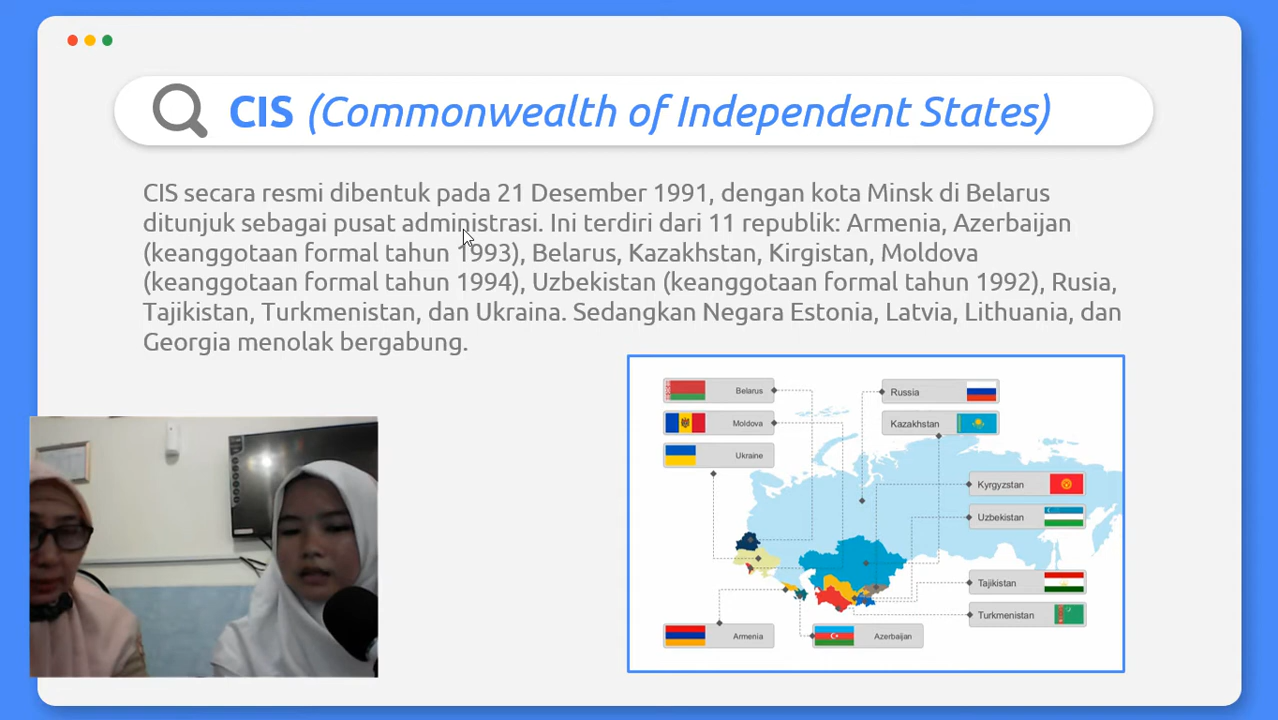 CIS (Commonwealth of Independent States)
CIS secara resmi dibentuk pada 21 Desember 1991, dengan kota Minsk di Belarus
ditunjuk sebagai pusat administrasi. Ini terdiri dari 11 republik: Armenia, Azerbaijan
(keanggotaan formal tahun 1993), Belarus, Kazakhstan, Kirgistan, Moldova
(keanggotaan formal tahun 1994), Uzbekistan (keanggotaan formal tahun 1992), Rusia,
Tajikistan, Turkmenistan, dan Ukraina. Sedangkan Negara Estonia, Latvia, Lithuania, dan
Georgia menolak bergabung.
Belarus
Moldova
Ukraine
Russia
Kazakhstan
Kyrgyzstan
Uzbekistan
Tajikistan
Turkmenistan
Armenia
Azerbaijan